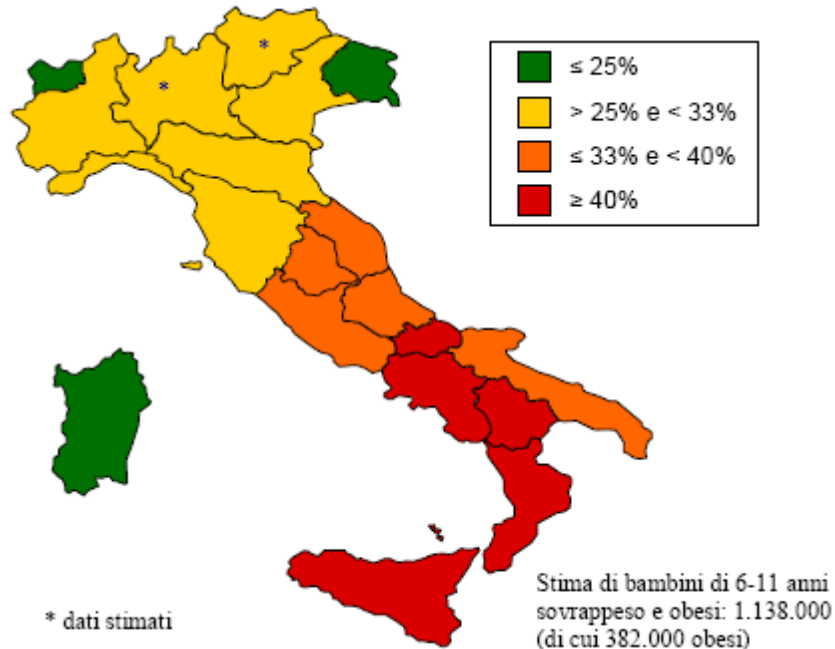 *
*
≤ 25%
> 25% e < 33%
≤ 33% e < 40%
≥ 40%
* dati stimati
Stima di bambini di 6-11 anni
sovrappeso e obesi: 1.138.000
(di cui 382.000 obesi)